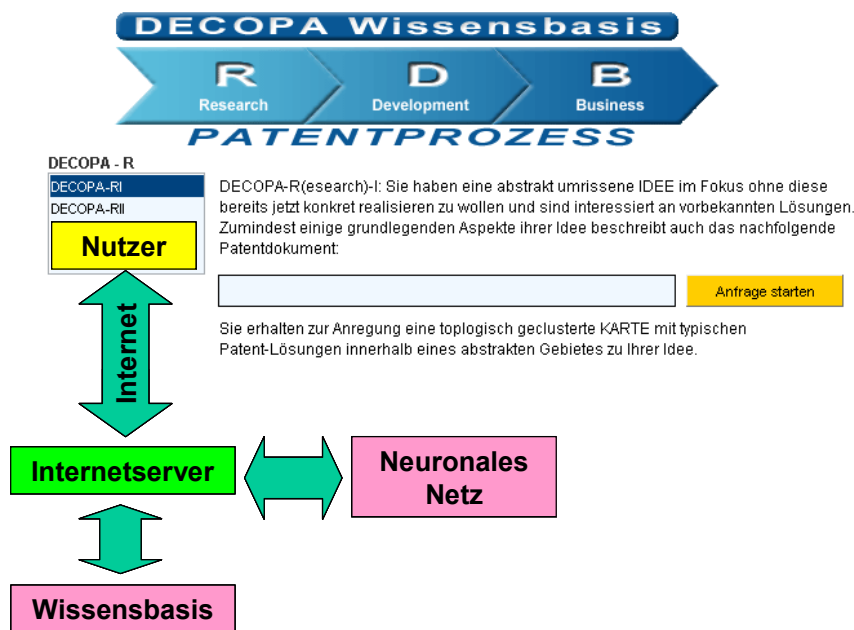 DECOPA Wissensbasis
R
Research
D
Development
B
Business
PATENTPROZESS
DECOPA - R
DECOPA-RI
DECOPA-RII
Nutzer
DECOPA-R(esearch)-I: Sie haben eine abstrakt umrissene IDEE im Fokus ohne diese
bereits jetzt konkret realisieren zu wollen und sind interessiert an vorbekannten Lösungen.
Zumindest einige grundlegenden Aspekte ihrer Idee beschreibt auch das nachfolgende
Patentdokument:
Anfrage starten
Sie erhalten zur Anregung eine toplogisch geclusterte KARTE mit typischen
Patent-Lösungen innerhalb eines abstrakten Gebietes zu Ihrer Idee.
Internet
Internetserver
Neuronales
Netz
Wissensbasis